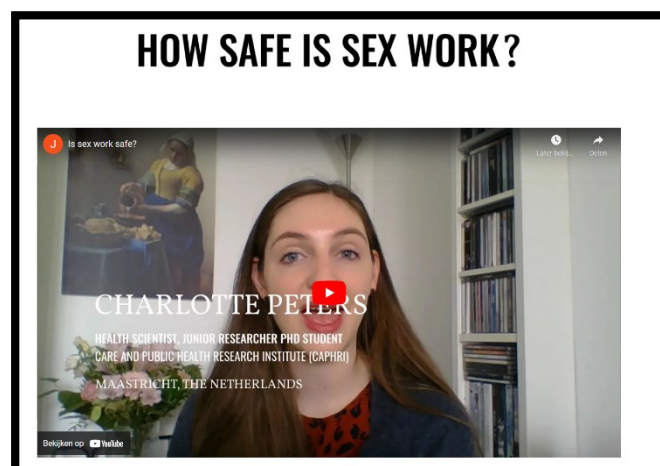 HOW SAFE IS SEX WORK?
J Is sex work safe?
Later bekij... Delen
CHARLOTTE PETERS
HEALTH SCIENTIST, JUNIOR RESEARCHER PHD STUDENT
CARE AND PUBLIC HEALTH RESEARCH INSTITUTE (CAPHRI)
MAASTRICHT, THE NETHERLANDS
Bekijken op YouTube